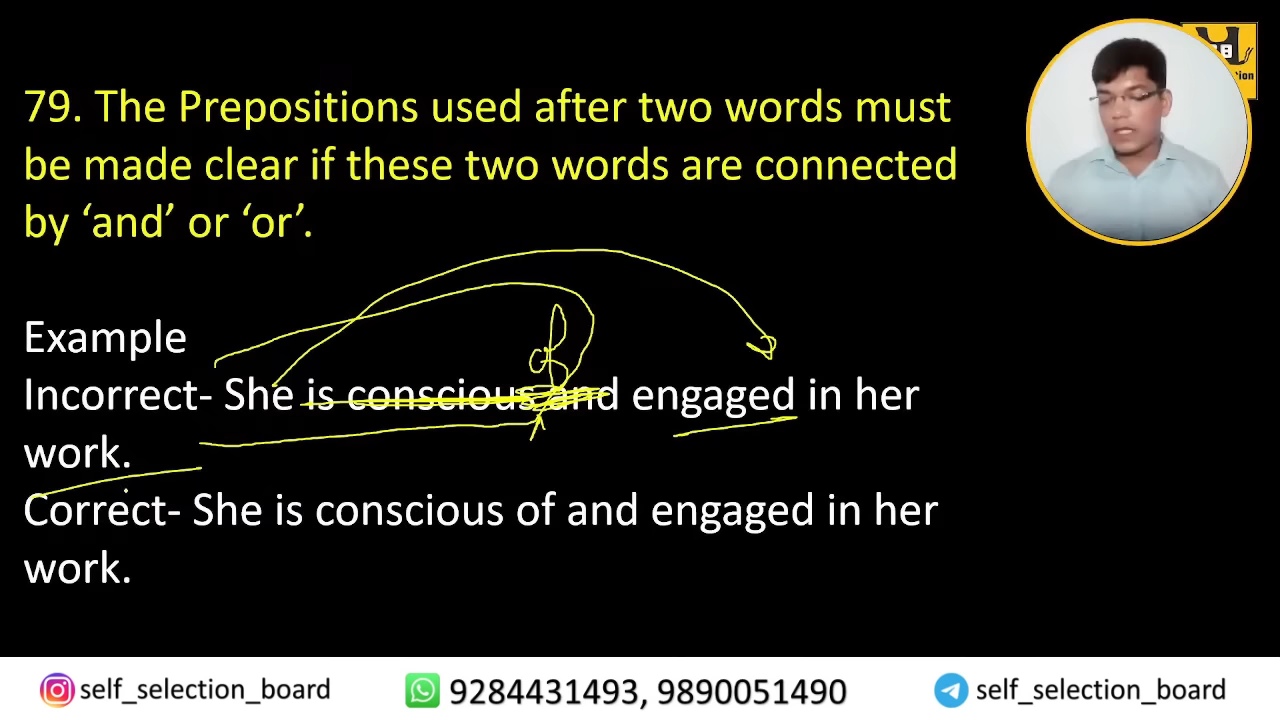 79. The Prepositions used after two words must
be made clear if these two words are connected
by ‘and’ or ‘or’.
Example
of
Incorrect- She is conscious and engaged in her
work.
Correct- She is conscious of and engaged in her
work.
self_selection_board 9284431493, 9890051490 self_selection_board